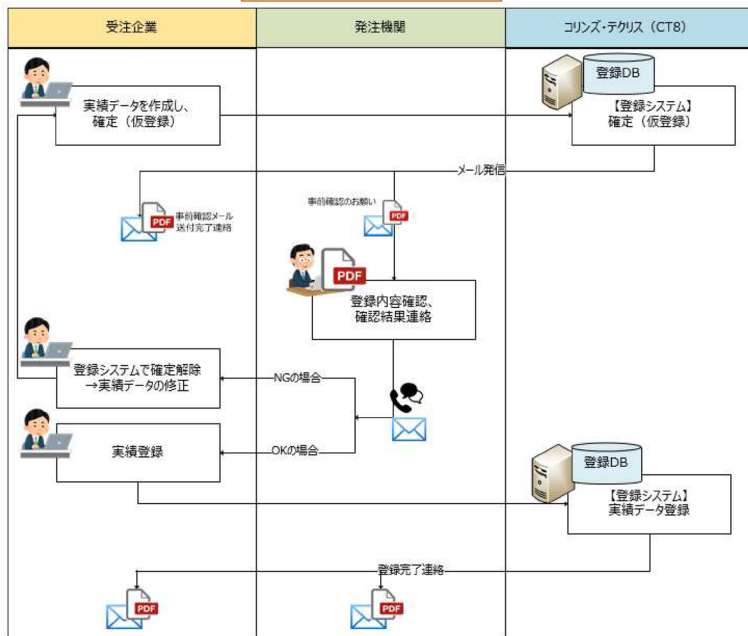 受注企業
発注機関
コリンズ・テクリス（CT8）
登録DB
実績データを作成し、
確定（仮登録）
【登録システム】
確定（仮登録）
メール発信
事前確認メール
送付完了連絡
PDF
事前確認のお願い
PDF
PDF
登録内容確認、
確認結果連絡
登録システムで確定解除
→実績データの修正
NGの場合
実績登録
OKの場合
登録DB
【登録システム】
実績データ登録
登録完了連絡
PDF
PDF